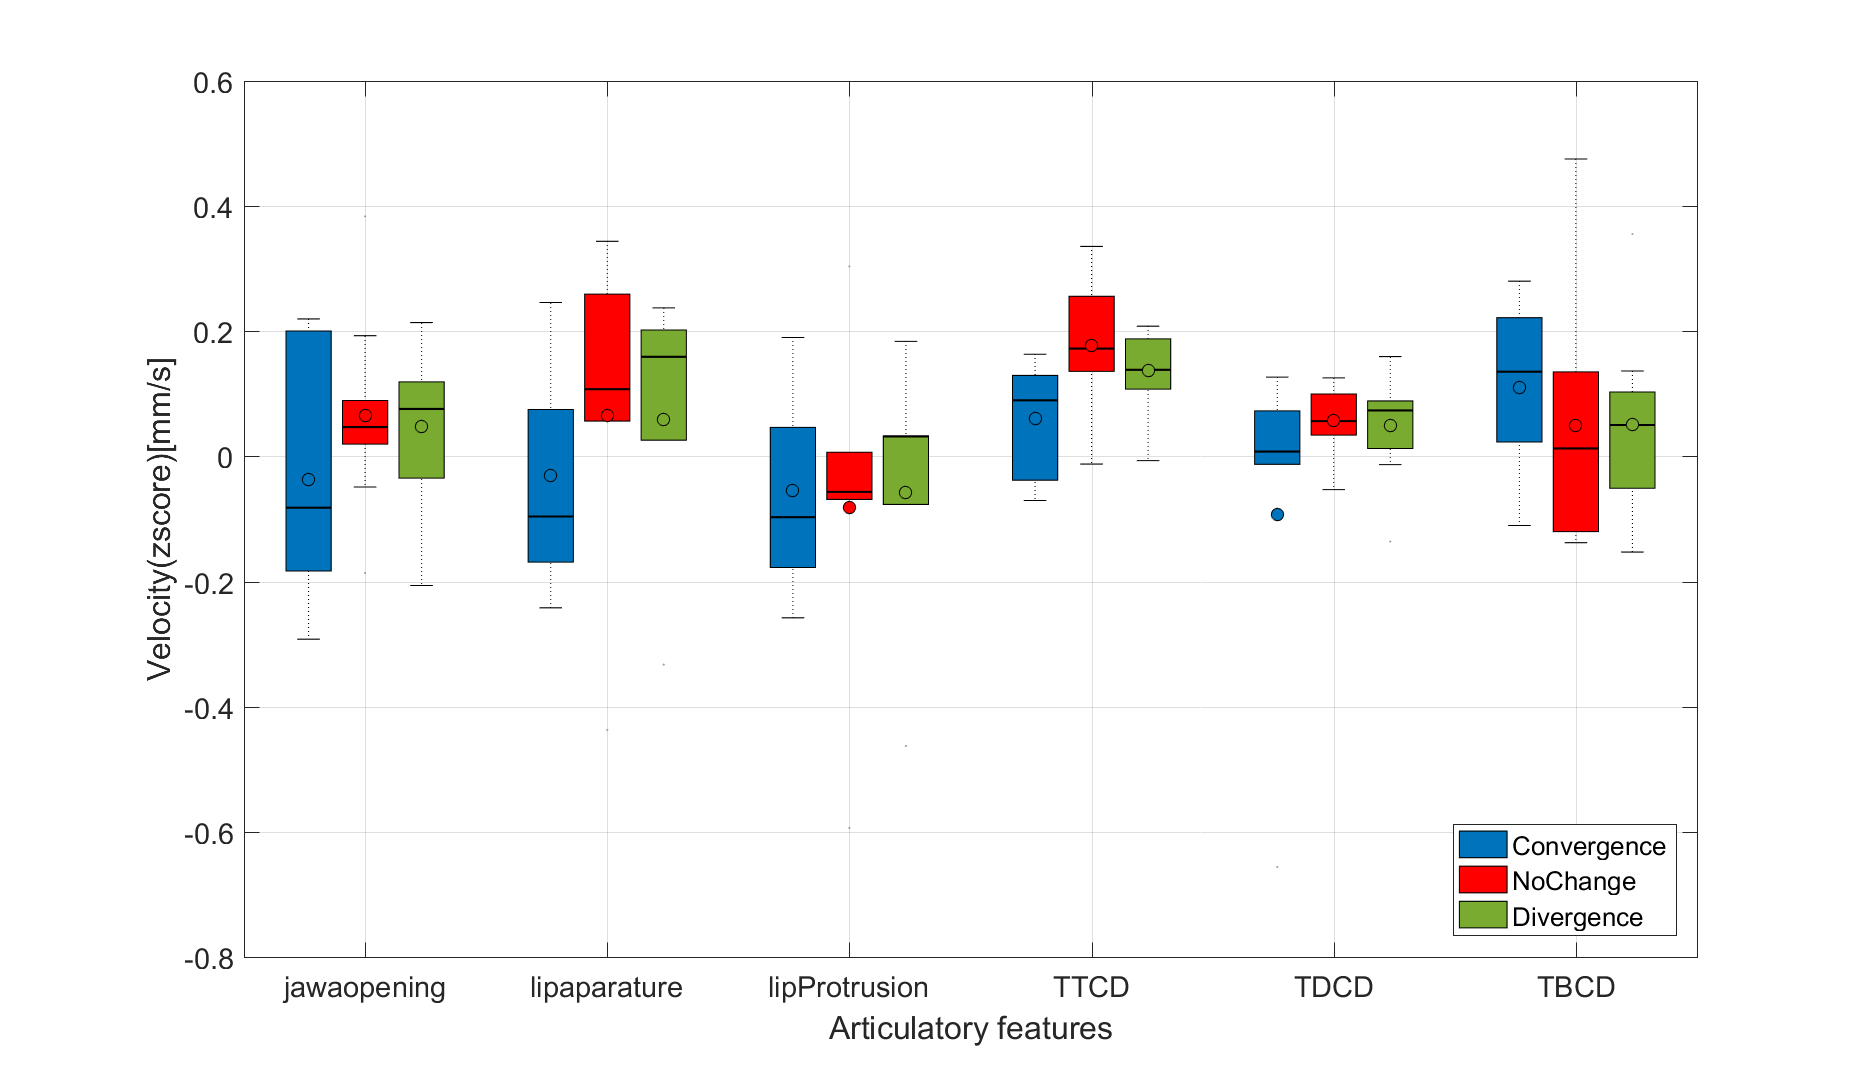 0.6
0.4
0.2
0
-0.2
-0.4
-0.6
-0.8
Velocity(zscore)[mm/s]
Convergence
NoChange
Divergence
jawaopening lipaparature lipProtrusion TTCD TDCD TBCD
Articulatory features